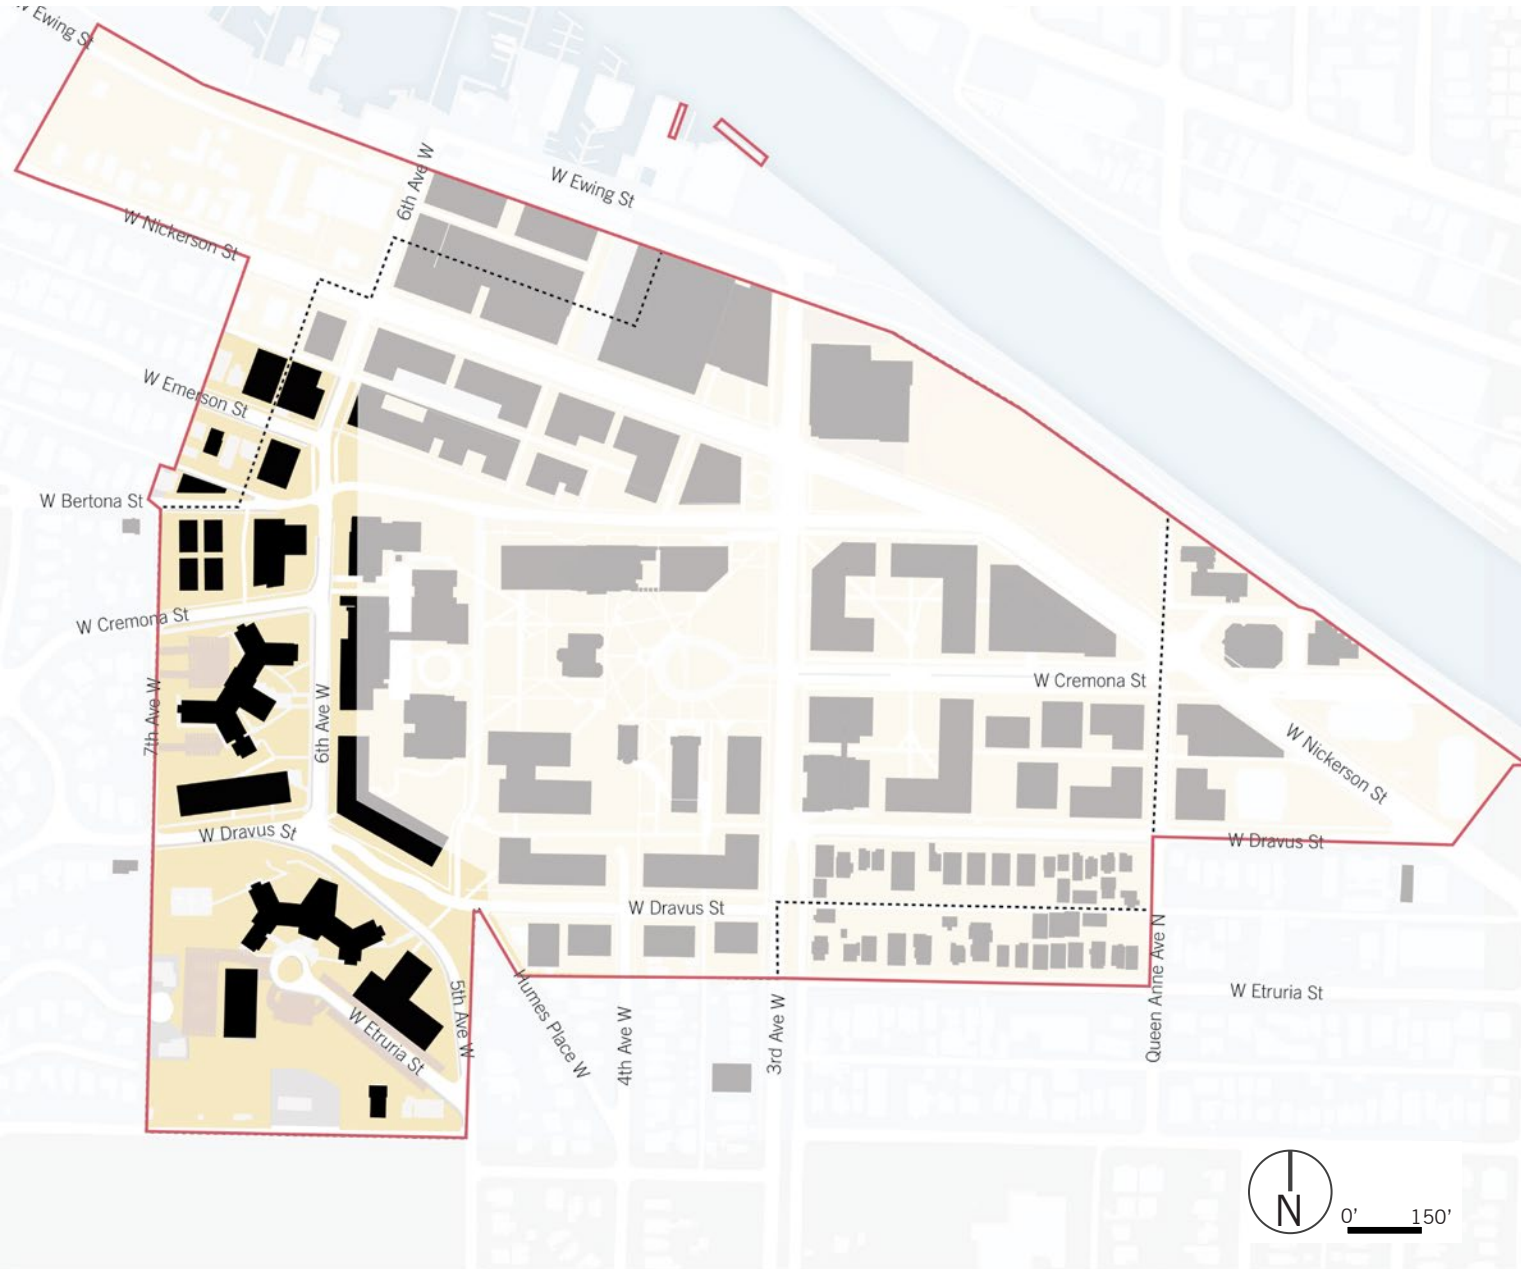 W Ewing St
6th Ave W
W Ewing St
W Nickerson St
W Emerson St
W Bertona St
W Cremona St
W Cremona St
7th Ave W
6th Ave W
W Nickerson St
W Dravus St
W Dravus St
W Dravus St
Queen Anne Ave N
W Etruria St
5th Ave W
Humes Place W
4th Ave W
3rd Ave W
W Etruria St
N
0' 150'